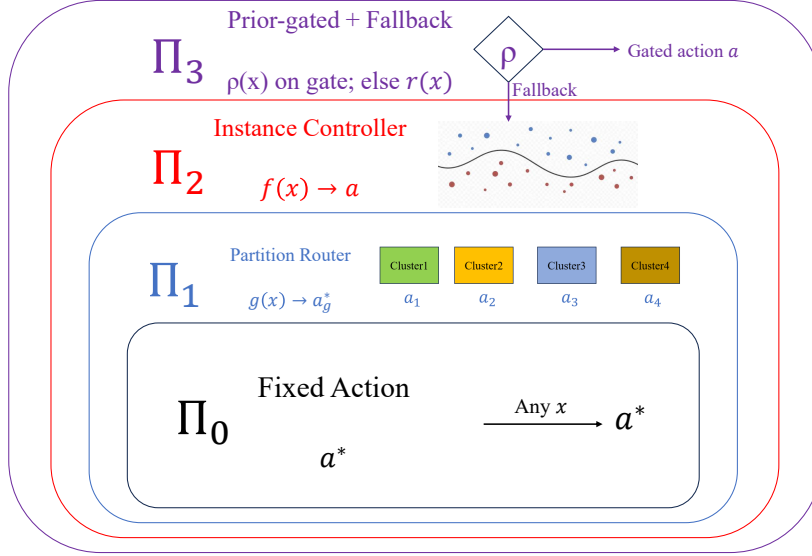 Prior-gated + Fallback
Π₃
ρ(x) on gate; else r(x)
ρ
Gated action a
Fallback
Instance Controller
Π₂
f(x) → a
Partition Router
Π₁
g(x) → a*_g
Cluster1
Cluster2
Cluster3
Cluster4
a₁
a₂
a₃
a₄
Fixed Action
Π₀
a*
Any x
a*